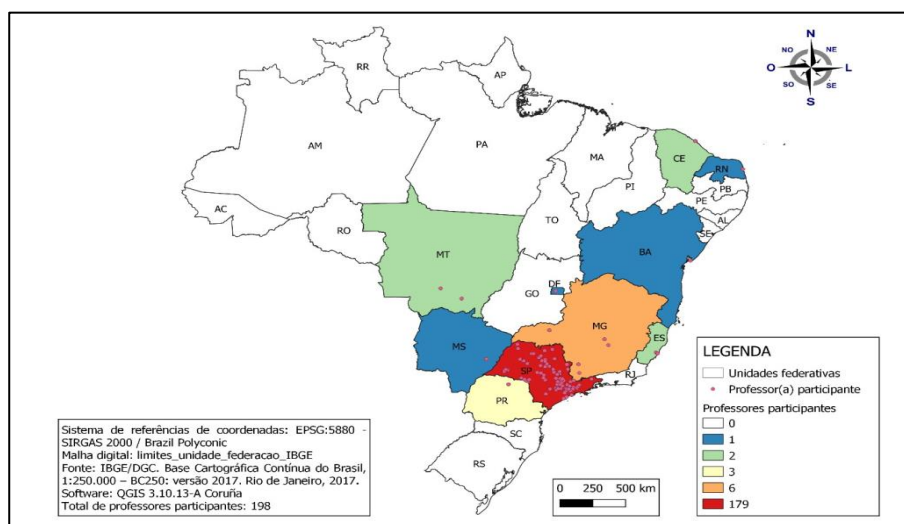 N
NO NE
O L
SO SE
S
RR
AP
AM
PA
MA
CE
RN
PB
PI
PE
AL
SE
AC
TO
RO
BA
MT
DF
GO
MG
ES
MS
SP
RJ
PR
SC
RS
LEGENDA
Unidades federativas
Professor(a) participante
Professores participantes
0
1
2
3
6
179
0 250 500 km
Sistema de referências de coordenadas: EPSG:5880 -
SIRGAS 2000 / Brazil Polyconic
Malha digital: limites_unidade_federacao_IBGE
Fonte: IBGE/DGC. Base Cartográfica Contínua do Brasil,
1:250.000 – BC250: versão 2017. Rio de Janeiro, 2017.
Software: QGIS 3.10.13-A Coruña
Total de professores participantes: 198